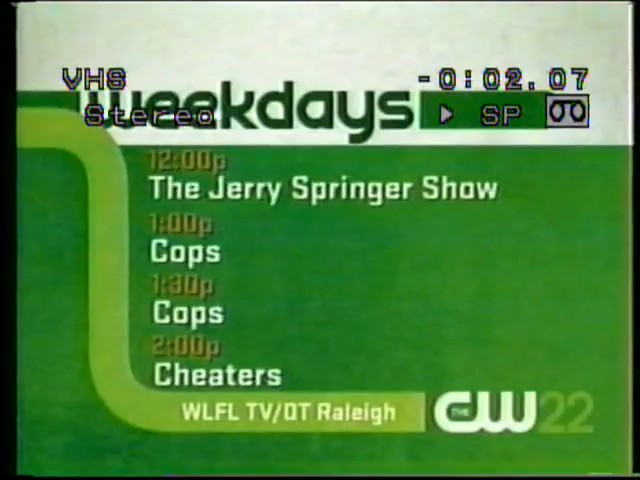 VHS -0:02.07
weekdays
Stereo ▶ SP
12:00p
The Jerry Springer Show
1:00p
Cops
1:30p
Cops
2:00p
Cheaters
WLFL TV/DT Raleigh THE CW 22